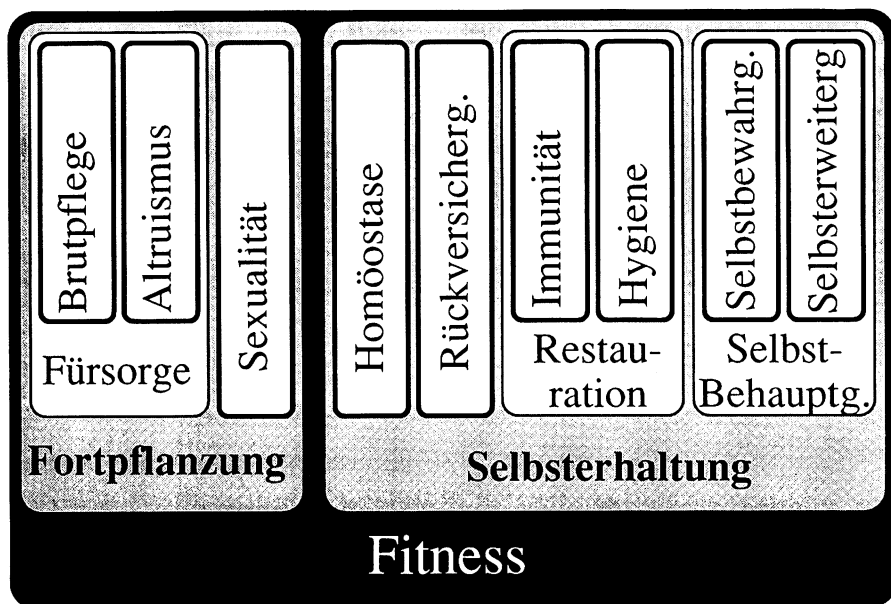 Brutpflege
Altruismus
Fürsorge
Sexualität
Fortpflanzung
Homöostase
Rückversicherg.
Immunität
Hygiene
Restau-
ration
Selbstbewahrg.
Selbsterweiterg
Selbst-
Behauptg.
Selbsterhaltung
Fitness